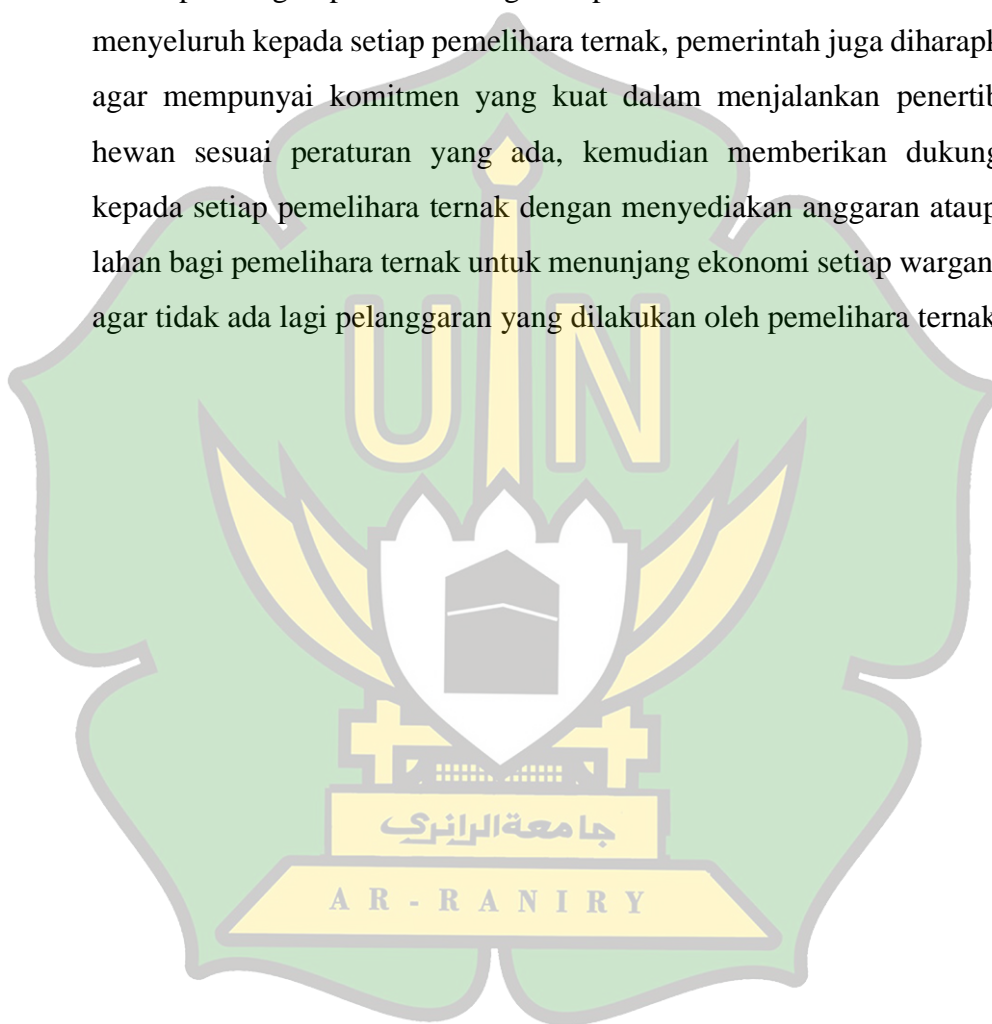 menyeluruh kepada setiap pemelihara ternak, pemerintah juga diharapk
agar mempunyai komitmen yang kuat dalam menjalankan penertib
hewan sesuai peraturan yang ada, kemudian memberikan dukung
kepada setiap pemelihara ternak dengan menyediakan anggaran ataup
lahan bagi pemelihara ternak untuk menunjang ekonomi setiap wargan
agar tidak ada lagi pelanggaran yang dilakukan oleh pemelihara ternak
UIN
جامعة الرانري
AR-RANIRY